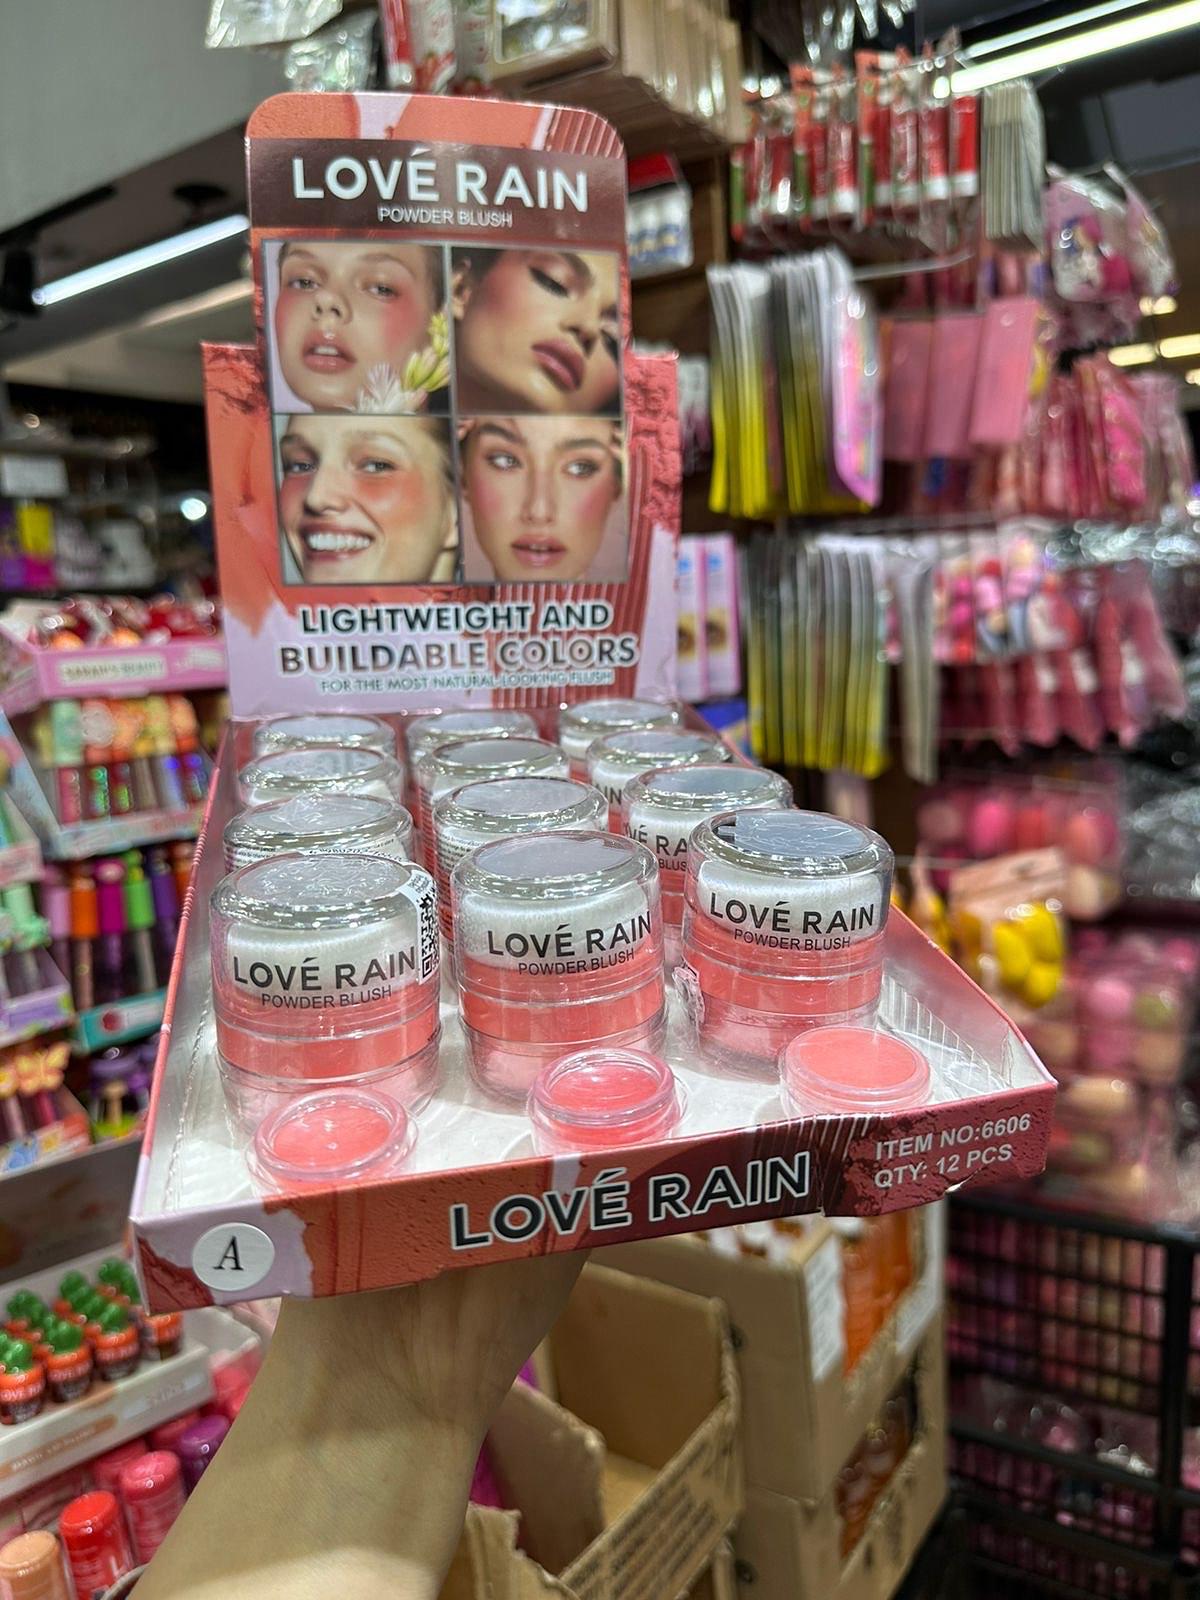 LOVÉ RAIN
POWDER BLUSH
LIGHTWEIGHT AND
BUILDABLE COLORS
FOR THE MOST NATURAL-LOOKING FLUSH
LOVÉ RAIN
POWDER BLUSH
LOVÉ RAIN
POWDER BLUSH
LOVÉ RAIN
POWDER BLUSH
LOVÉ RAIN
ITEM NO:6606
QTY: 12 PCS
A